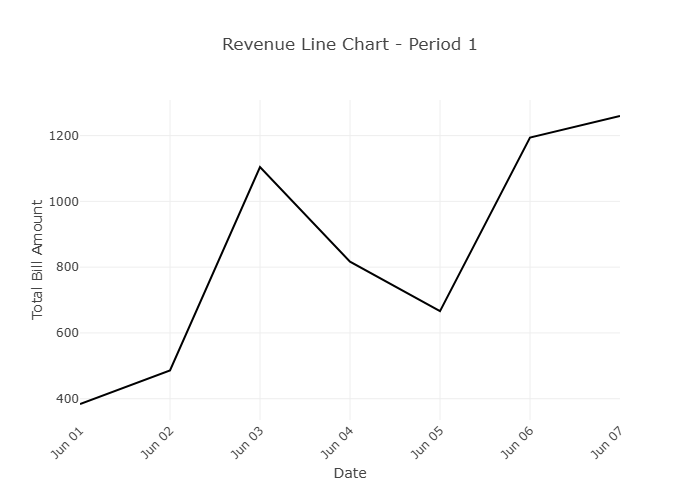 Revenue Line Chart - Period 1
Total Bill Amount
1200
1000
800
600
400
Jun 01
Jun 02
Jun 03
Jun 04
Jun 05
Jun 06
Jun 07
Date